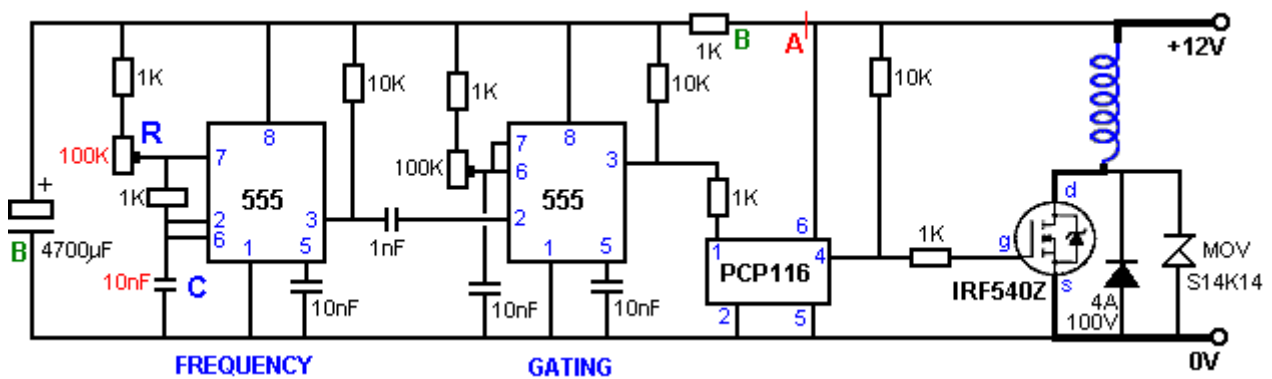 1K
B
A
+12V
1K
10K
1K
10K
10K
R
100K
8
7
1K
555
2
6
3
1
5
+
B
4700µF
10nF
C
10nF
1nF
100K
8
7
6
3
555
2
1
5
10nF
10nF
1K
6
1
4
PCP116
2
5
1K
d
g
s
IRF540Z
4A
100V
MOV
S14K14
FREQUENCY
GATING
0V